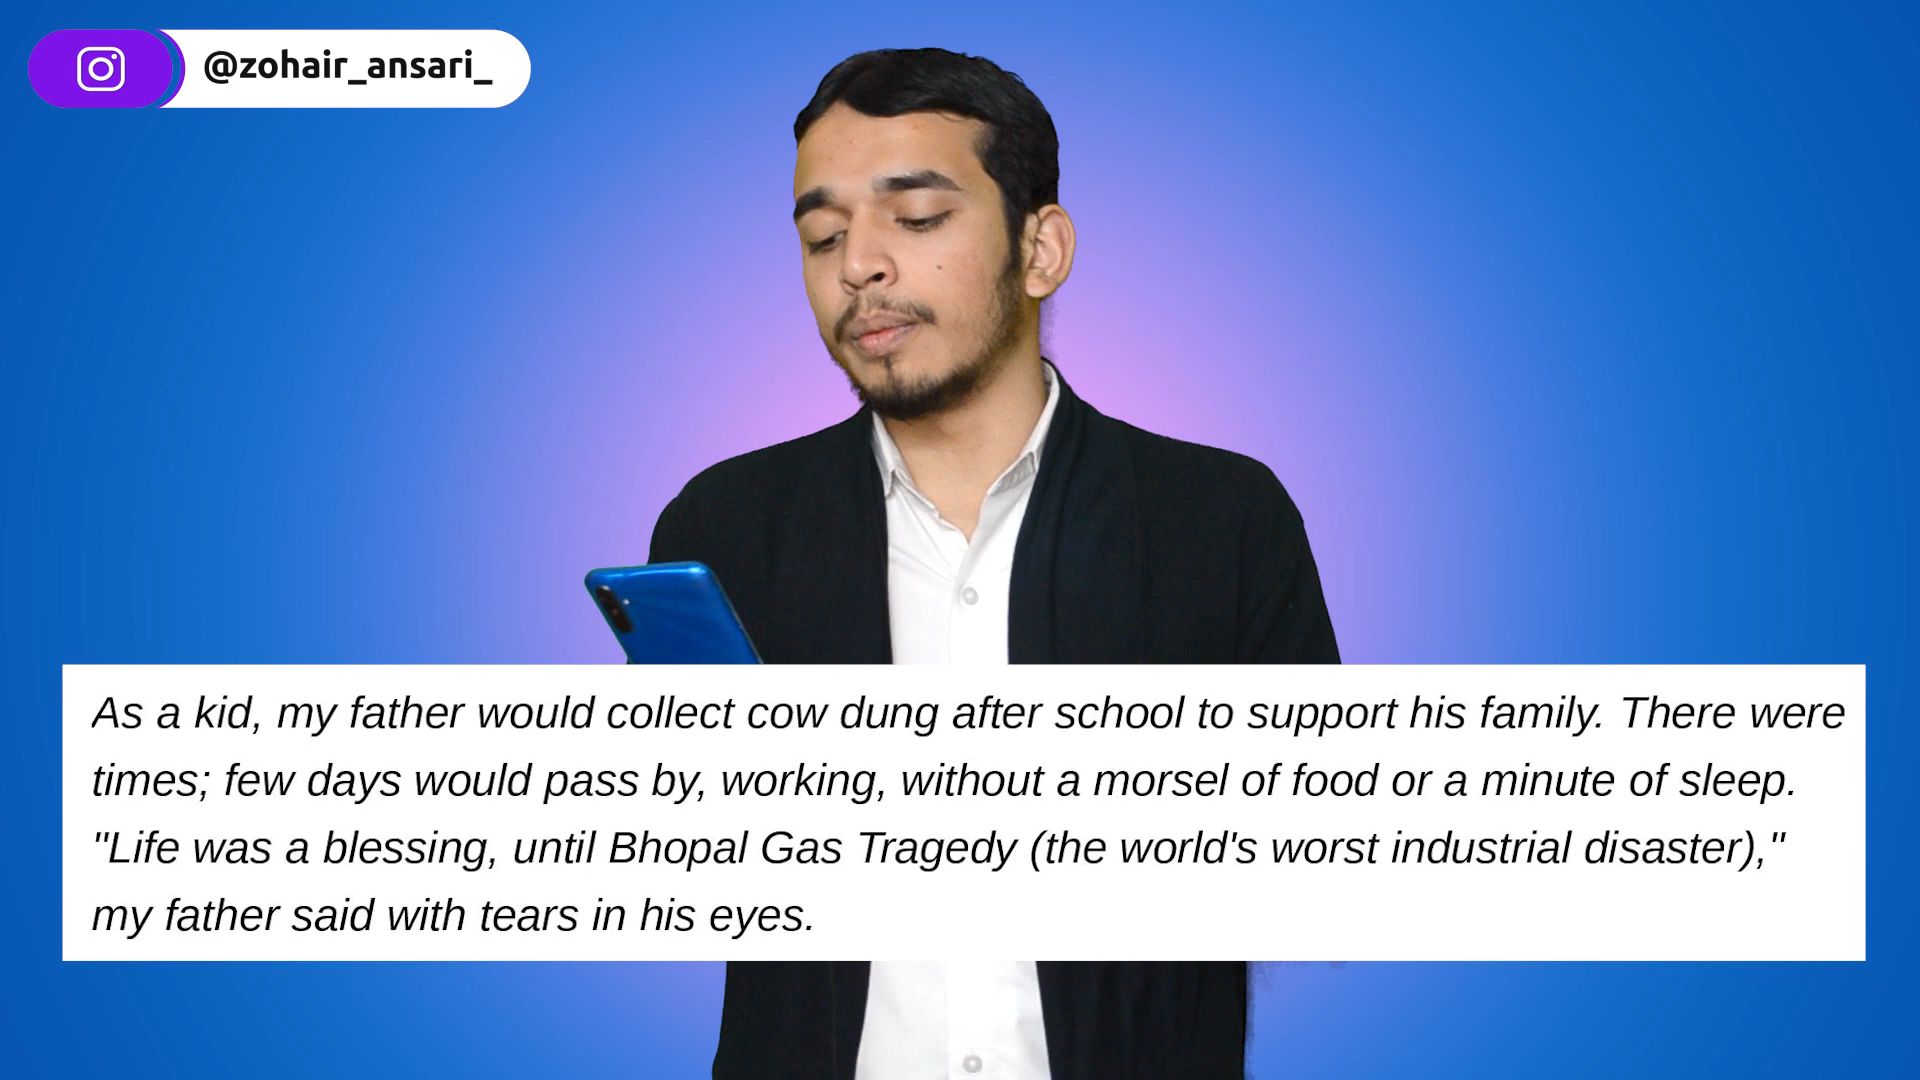 @zohair_ansari_
As a kid, my father would collect cow dung after school to support his family. There were
times; few days would pass by, working, without a morsel of food or a minute of sleep.
"Life was a blessing, until Bhopal Gas Tragedy (the world's worst industrial disaster),"
my father said with tears in his eyes.